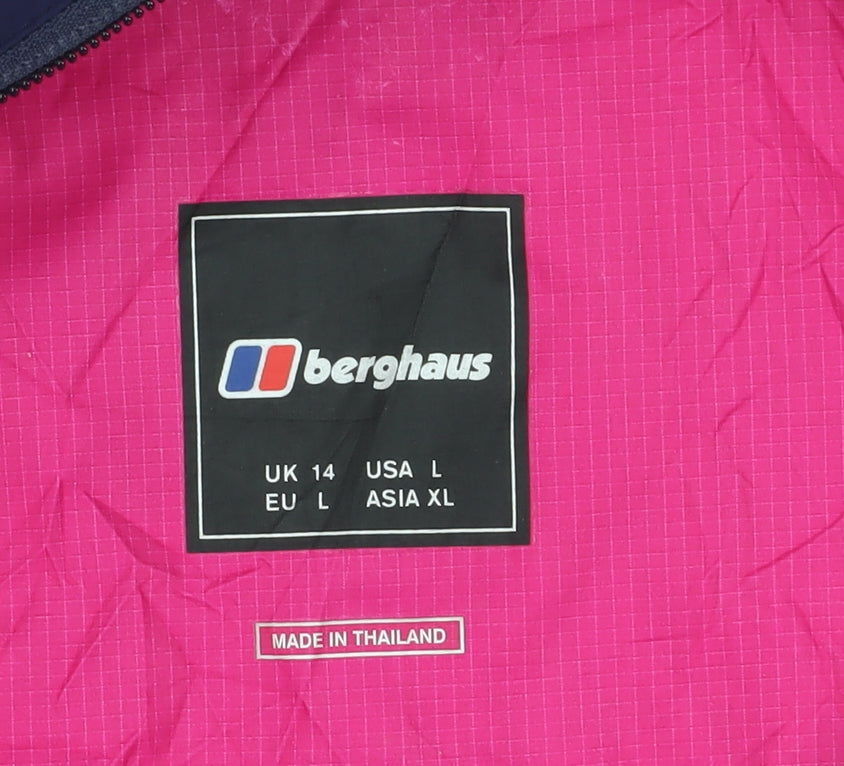 berghaus
UK 14 USA L
EU L ASIA XL
MADE IN THAILAND